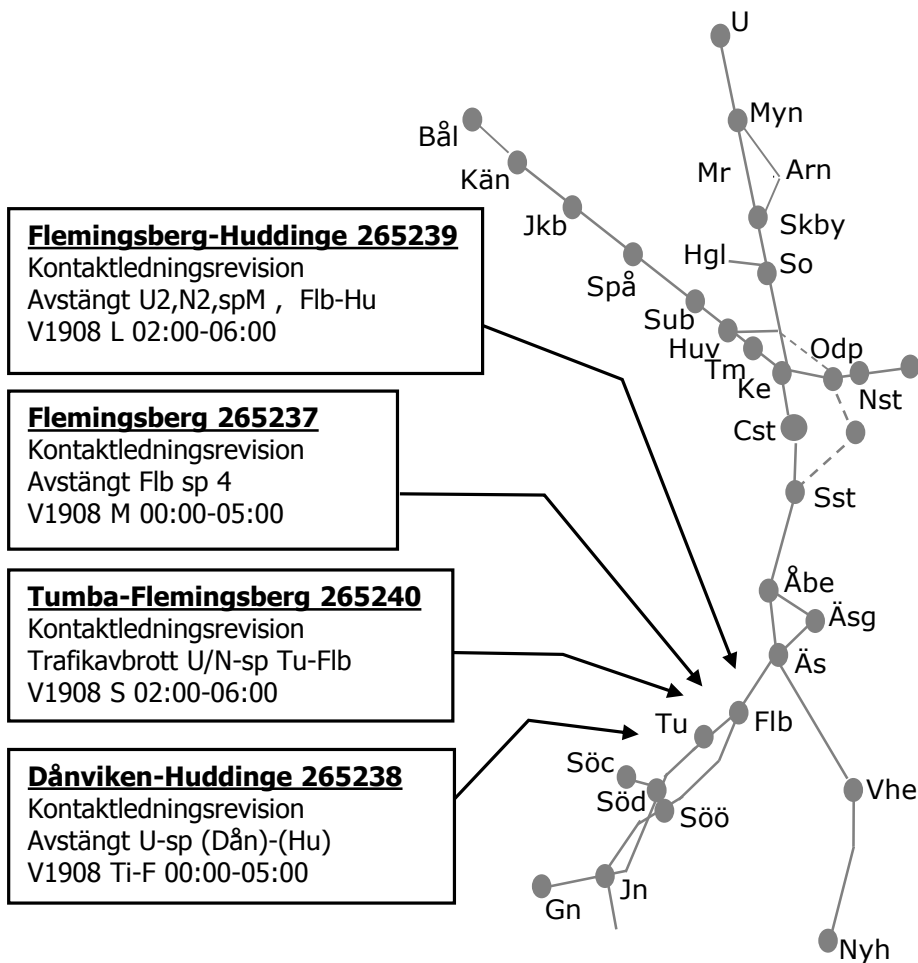 U
Myn
Bål
Arn
Mr
Kän
Skby
Jkb
Hgl
So
Spå
Sub
Huv
Odp
Tm
Ke
Nst
Cst
Sst
Flemingsberg-Huddinge 265239
Kontaktledningsrevision
Avstängt U2,N2,spM , Flb-Hu
V1908 L 02:00-06:00
Flemingsberg 265237
Kontaktledningsrevision
Avstängt Flb sp 4
V1908 M 00:00-05:00
Tumba-Flemingsberg 265240
Kontaktledningsrevision
Trafikavbrott U/N-sp Tu-Flb
V1908 S 02:00-06:00
Dånviken-Huddinge 265238
Kontaktledningsrevision
Avstängt U-sp (Dån)-(Hu)
V1908 Ti-F 00:00-05:00
Åbe
Äsg
Äs
Tu
Flb
Söc
Söd
Söö
Vhe
Jn
Gn
Nyh